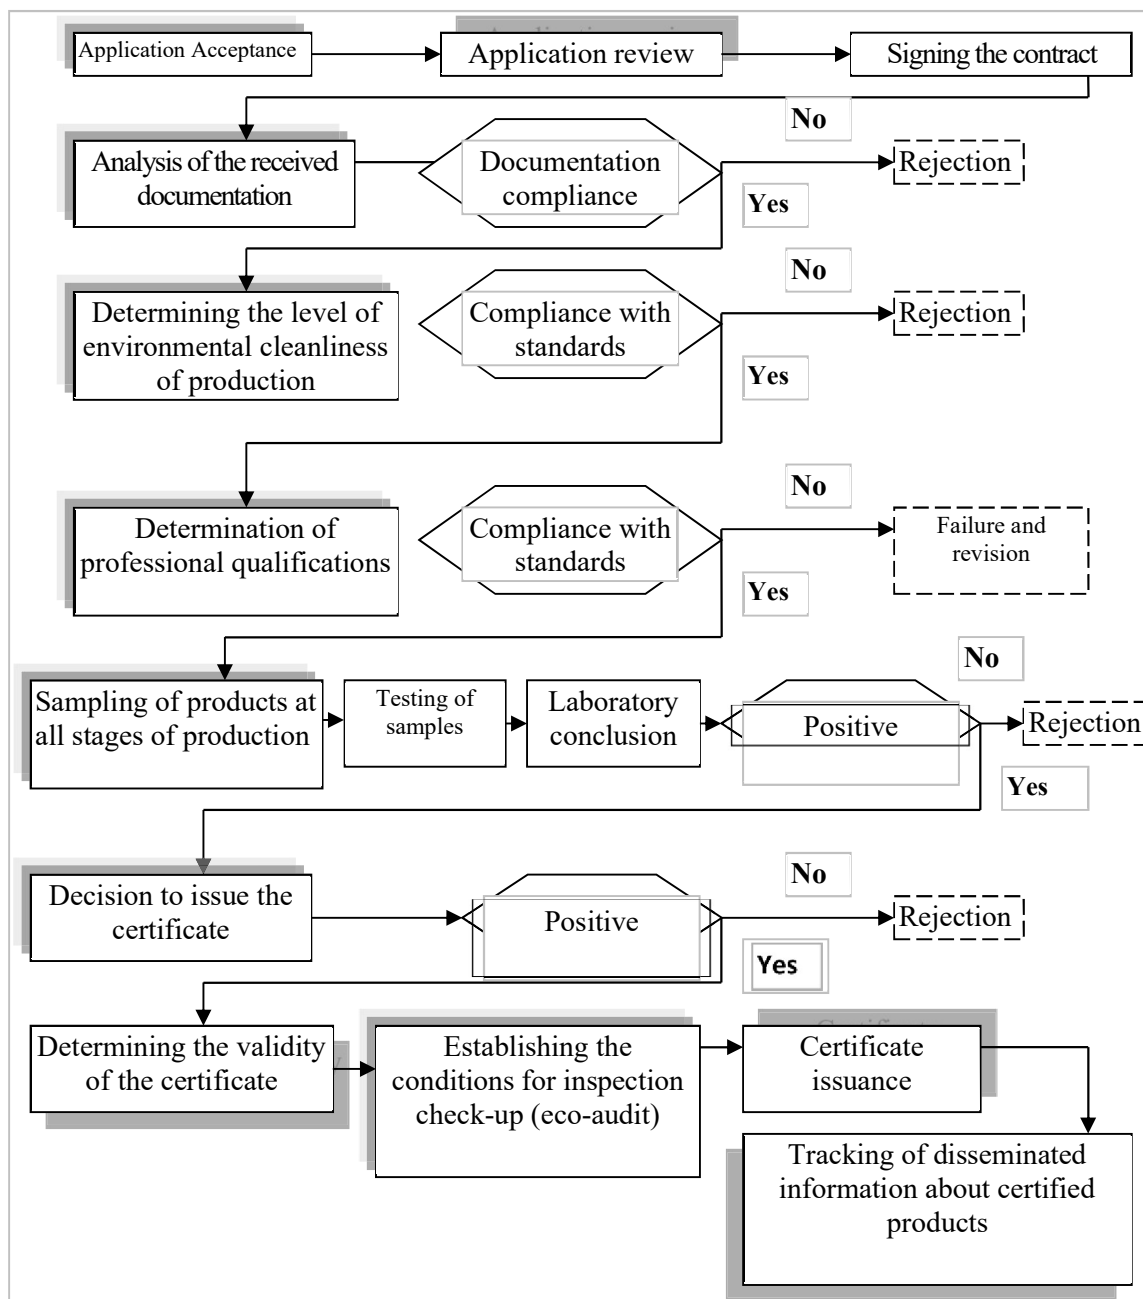 Application Acceptance
Application review
Signing the contract
No
Analysis of the received
documentation
Documentation
compliance
Rejection
Yes
No
Determining the level of
environmental cleanliness
of production
Compliance with
standards
Rejection
Yes
No
Determination of
professional qualifications
Compliance with
standards
Failure and
revision
Yes
No
Sampling of products at
all stages of production
Testing of
samples
Laboratory
conclusion
Positive
Rejection
Yes
No
Decision to issue the
certificate
Positive
Rejection
Yes
Determining the validity
of the certificate
Establishing the
conditions for inspection
check-up (eco-audit)
Certificate
issuance
Tracking of disseminated
information about certified
products